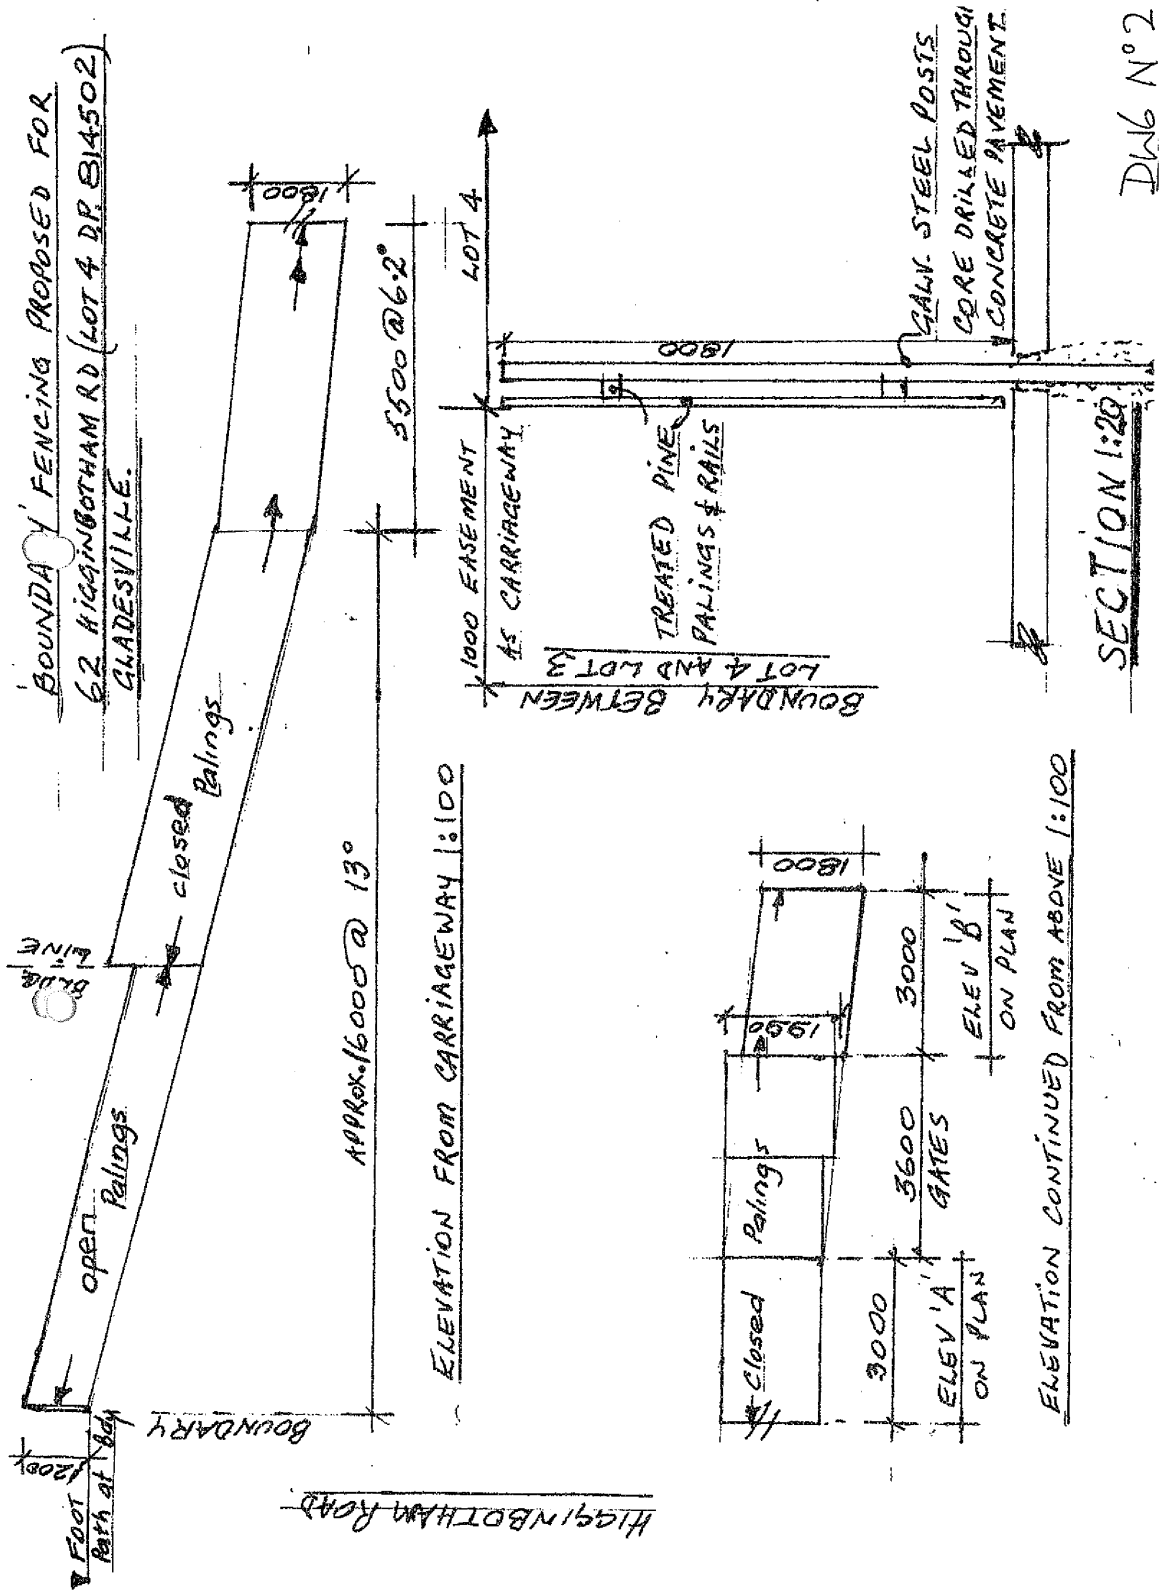 'BOUNDA Y' FENCING PROPOSED FOR
62 HIGGINBOTHAM RD (LOT 4 D.P. 814502)
GLADESVILLE.
FOOT
Path at Bdy
1200
open
Palings
BLDG
LINE
closed
Palings
1800
BOUNDARY
APPROX. 16000 @ 13°
5500 @ 6.2°
HIGGINBOTHAM ROAD
ELEVATION FROM CARRIAGEWAY 1:100
1000 EASEMENT
AS CARRIAGEWAY
LOT 4
BOUNDARY BETWEEN
LOT 4 AND LOT 3
TREATED PINE
PALINGS & RAILS
1800
GALV. STEEL POSTS
CORE DRILLED THROUGH
CONCRETE PAVEMENT
SECTION 1:20
Closed
Palings
1990
1800
3000
3600
GATES
3000
ELEV 'A'
ON PLAN
ELEV 'B'
ON PLAN
ELEVATION CONTINUED FROM ABOVE 1:100
DWG N° 2